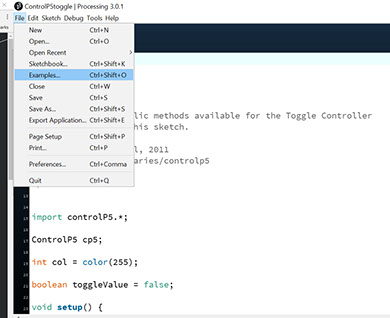 ControlP5toggle | Processing 3.0.1
File Edit Sketch Debug Tools Help
New Ctrl+N
Open... Ctrl+O
Open Recent
Sketchbook... Ctrl+Shift+K
Examples... Ctrl+Shift+O
Close Ctrl+W
Save Ctrl+S
Save As... Ctrl+Shift+S
Export Application... Ctrl+Shift+E
Page Setup Ctrl+Shift+P
Print... Ctrl+P
Preferences... Ctrl+Comma
Quit Ctrl+Q
lic methods available for the Toggle Controller
his sketch.
l, 2011
aries/controlp5
import controlP5.*;
ControlP5 cp5;
int col = color(255);
boolean toggleValue = false;
void setup() {